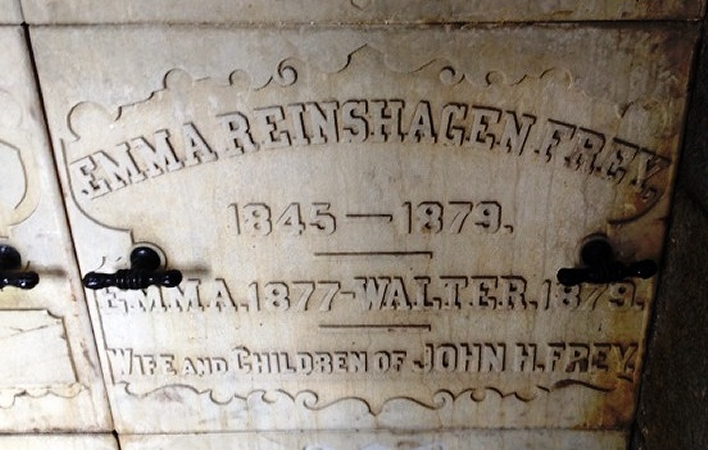 EMMA REINSHAGEN FREY.
1845 — 1879.
EMMA. 1877-WALTER. 1879.
WIFE AND CHILDREN OF JOHN H. FREY.